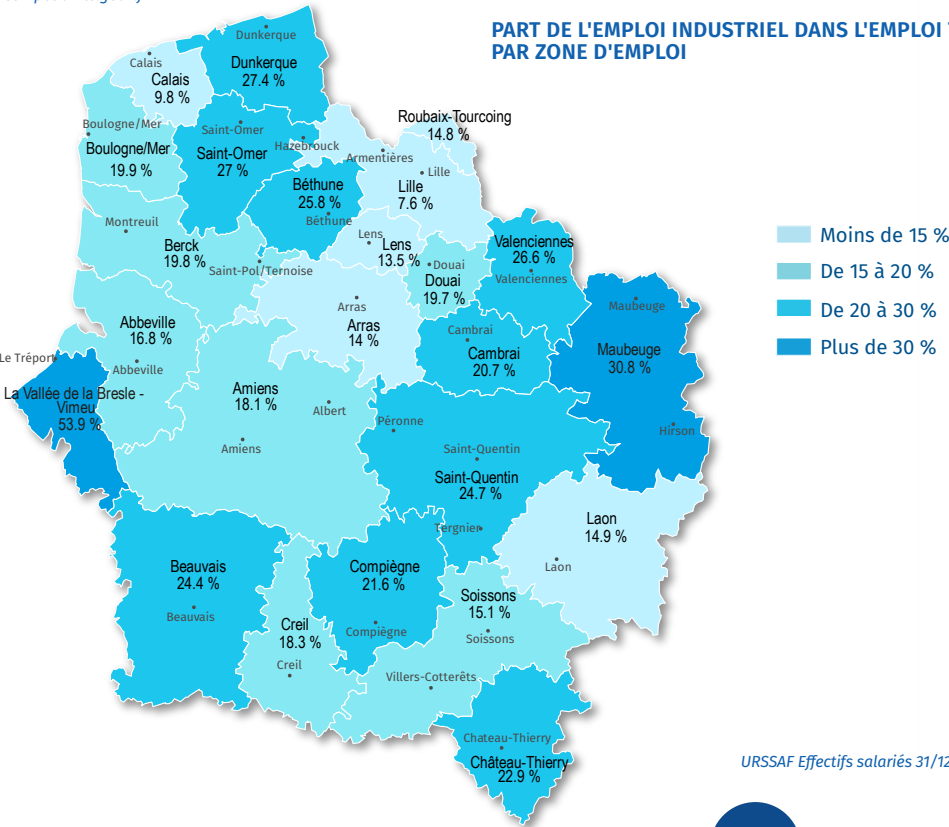 PART DE L'EMPLOI INDUSTRIEL DANS L'EMPLOI
PAR ZONE D'EMPLOI
Dunkerque
Dunkerque
27.4 %
Calais
Calais
9.8 %
Roubaix-Tourcoing
14.8 %
Boulogne/Mer
Boulogne/Mer
19.9 %
Saint-Omer
Saint-Omer
27 %
Hazebrouck
Armentières
Lille
Lille
7.6 %
Béthune
25.8 %
Béthune
Montreuil
Berck
19.8 %
Saint-Pol/Ternoise
Lens
Lens
13.5 %
Douai
Douai
19.7 %
Valenciennes
26.6 %
Valenciennes
Moins de 15 %
De 15 à 20 %
De 20 à 30 %
Plus de 30 %
Arras
Arras
14 %
Maubeuge
Maubeuge
30.8 %
Hirson
Abbeville
16.8 %
Abbeville
Cambrai
Cambrai
20.7 %
Le Tréport
La Vallée de la Bresle -
Vimeu
53.9 %
Amiens
18.1 %
Albert
Amiens
Péronne
Saint-Quentin
Saint-Quentin
24.7 %
Tergnier
Laon
14.9 %
Laon
Beauvais
24.4 %
Beauvais
Compiègne
21.6 %
Compiègne
Soissons
15.1 %
Soissons
Creil
18.3 %
Creil
Villers-Cotterêts
Chateau-Thierry
Château-Thierry
22.9 %
URSSAF Effectifs salariés 31/12